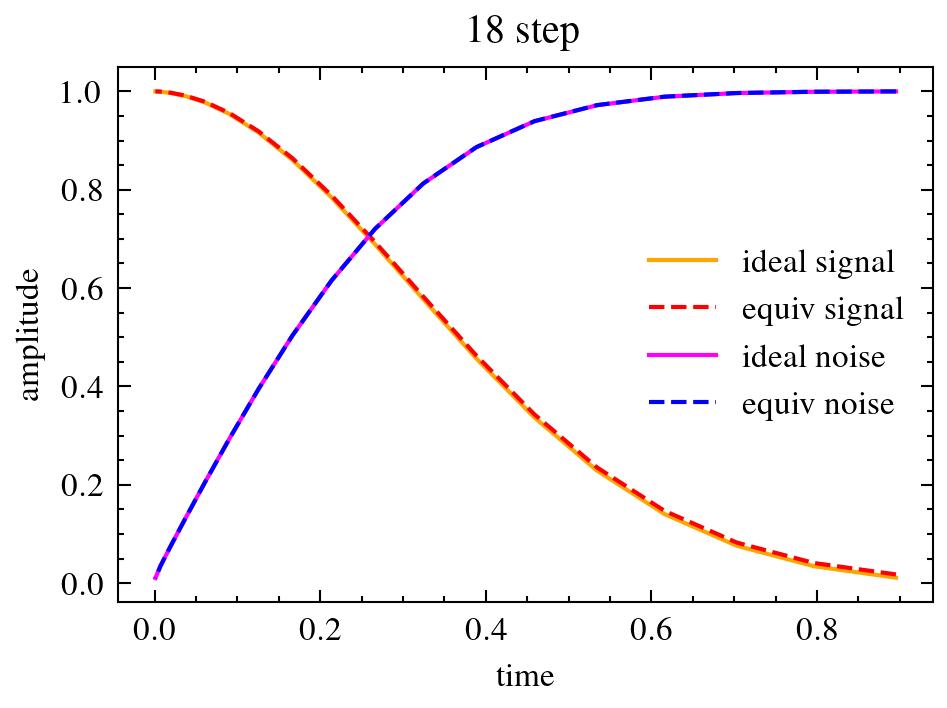 18 step
1.0
0.8
0.6
0.4
0.2
0.0
amplitude
ideal signal
equiv signal
ideal noise
equiv noise
0.0 0.2 0.4 0.6 0.8
time